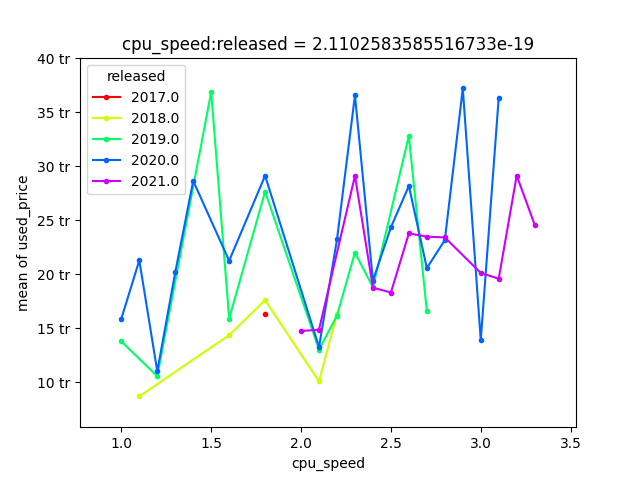 cpu_speed:released = 2.1102583585516733e-19
40 tr
35 tr
30 tr
25 tr
20 tr
15 tr
10 tr
mean of used_price
released
2017.0
2018.0
2019.0
2020.0
2021.0
1.0 1.5 2.0 2.5 3.0 3.5
cpu_speed